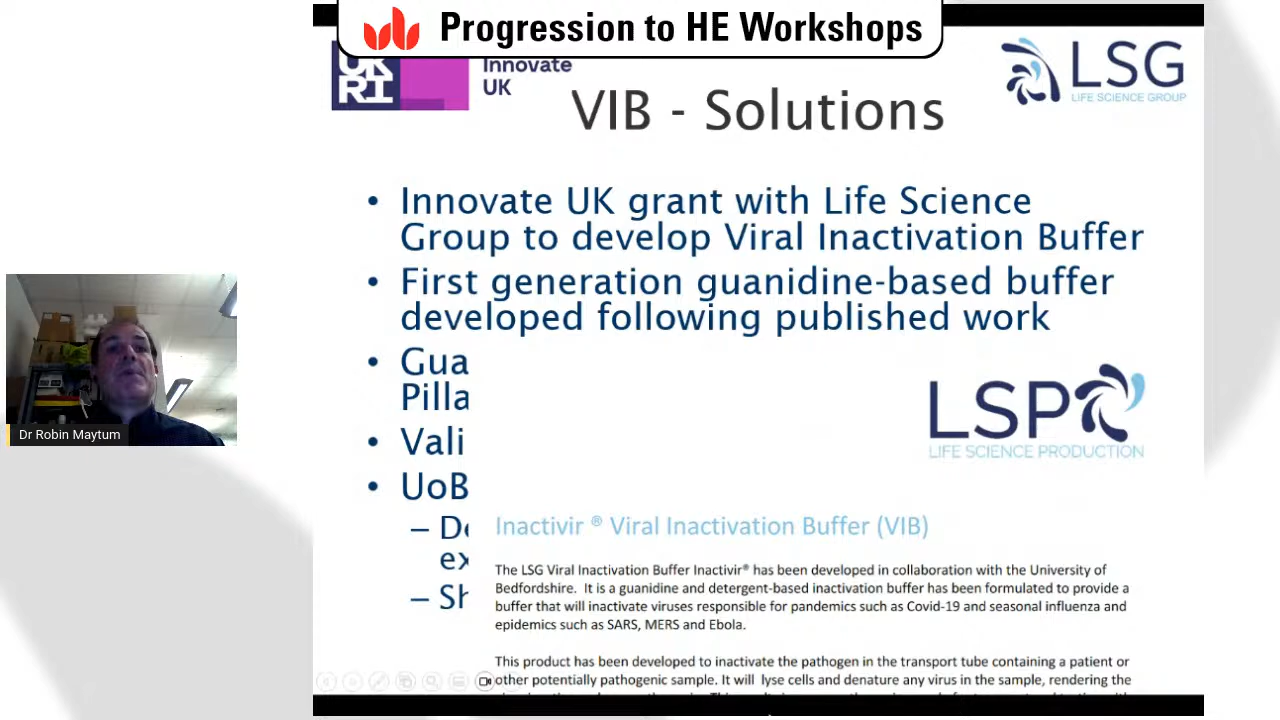 Progression to HE Workshops
UK
RI
Innovate
UK
LSG
LIFE SCIENCE GROUP
VIB - Solutions
• Innovate UK grant with Life Science
Group to develop Viral Inactivation Buffer
• First generation guanidine-based buffer
developed following published work
• Gua
Pilla
• Vali
• UoB
– De
ex
– Sh
LSP
LIFE SCIENCE PRODUCTION
Inactivir ® Viral Inactivation Buffer (VIB)
The LSG Viral Inactivation Buffer Inactivir® has been developed in collaboration with the University of
Bedfordshire. It is a guanidine and detergent-based inactivation buffer has been formulated to provide a
buffer that will inactivate viruses responsible for pandemics such as Covid-19 and seasonal influenza and
epidemics such as SARS, MERS and Ebola.
This product has been developed to inactivate the pathogen in the transport tube containing a patient or
other potentially pathogenic sample. It will lyse cells and denature any virus in the sample, rendering the
Dr Robin Maytum